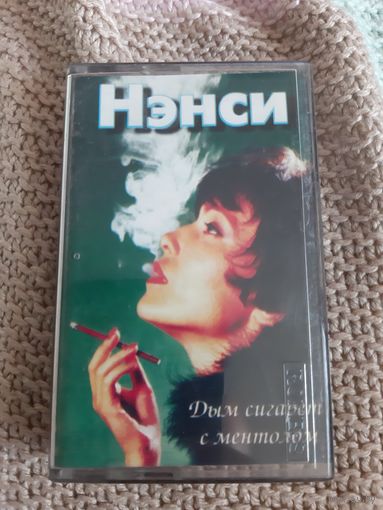 Нэнси
Дым сигарет
с ментолом